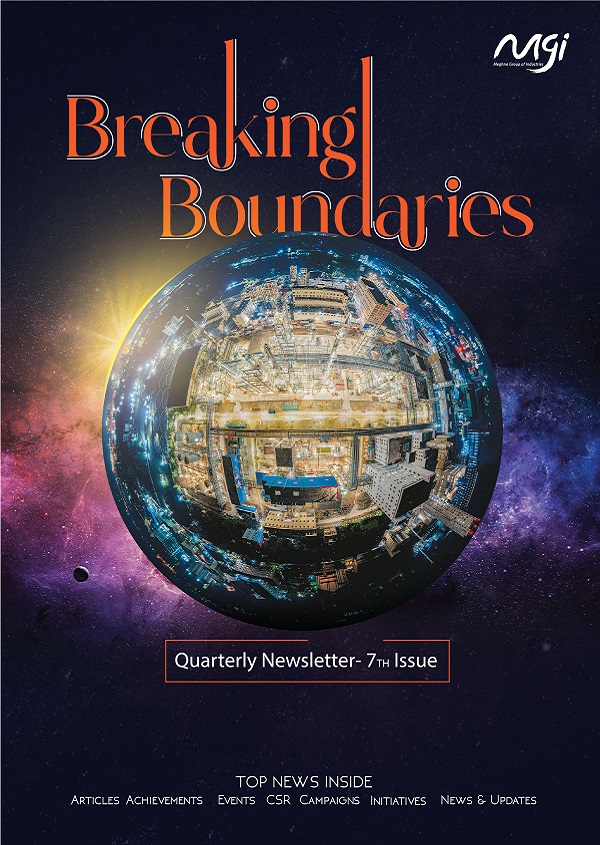 mgi
Meghna Group of Industries
Breaking
Boundaries
Quarterly Newsletter- 7TH Issue
TOP NEWS INSIDE
ARTICLES ACHIEVEMENTS EVENTS CSR CAMPAIGNS INITIATIVES NEWS & UPDATES